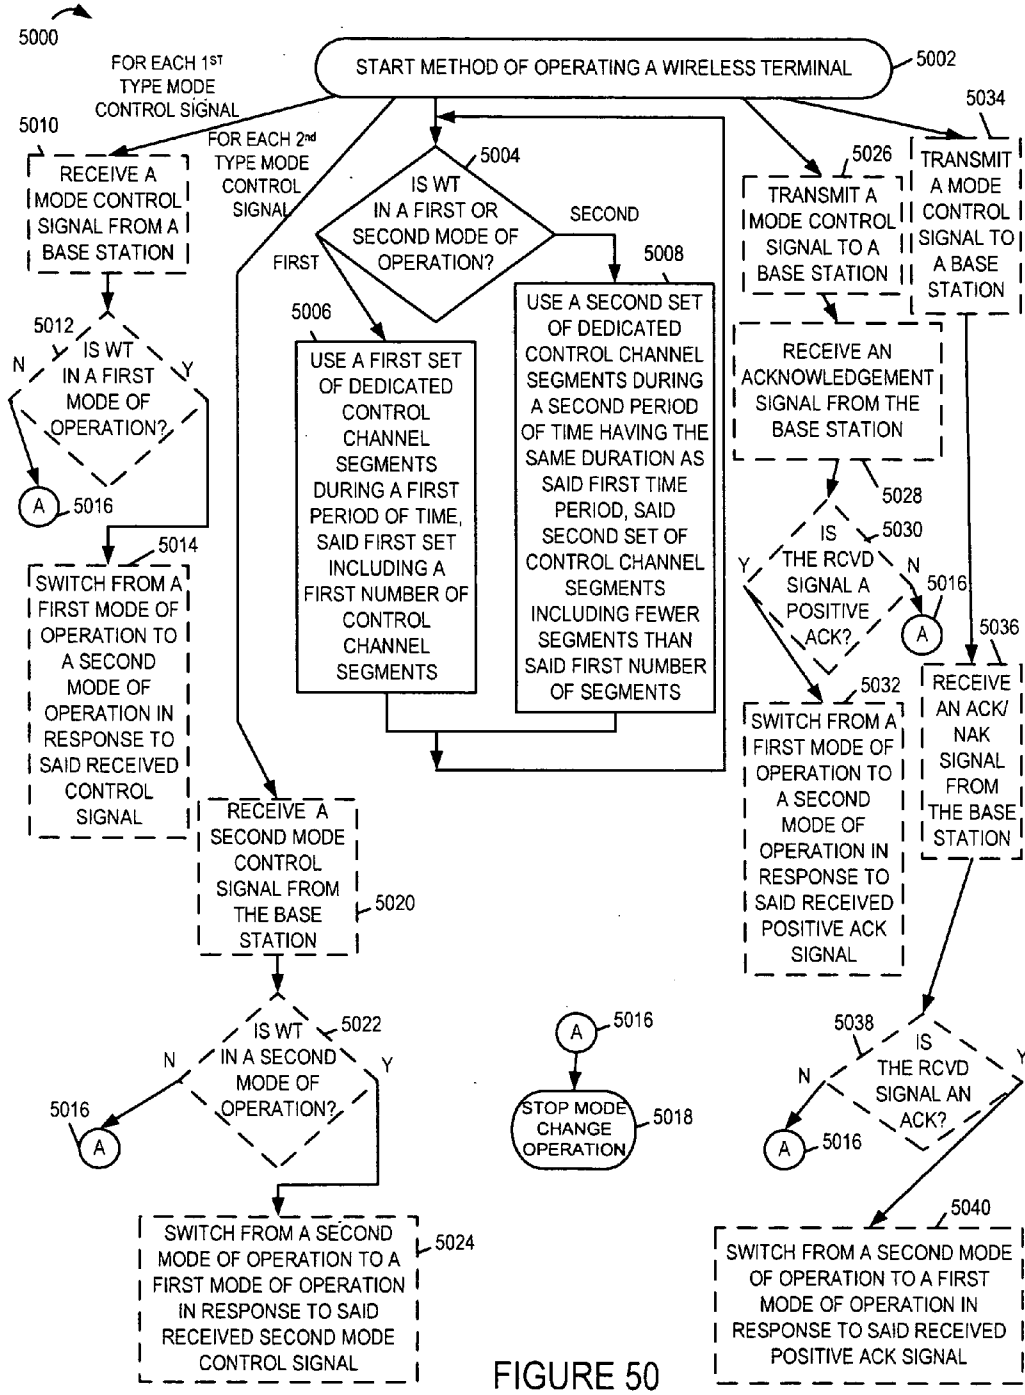 5000
START METHOD OF OPERATING A WIRELESS TERMINAL
5002
FOR EACH 1ST
TYPE MODE
CONTROL SIGNAL
5010
RECEIVE A
MODE CONTROL
SIGNAL FROM A
BASE STATION
5012
IS WT
IN A FIRST
MODE OF
OPERATION?
N
Y
A
5016
5014
SWITCH FROM A
FIRST MODE OF
OPERATION TO
A SECOND
MODE OF
OPERATION IN
RESPONSE TO
SAID RECEIVED
CONTROL
SIGNAL
FOR EACH 2nd
TYPE MODE
CONTROL
SIGNAL
RECEIVE A
SECOND MODE
CONTROL
SIGNAL FROM
THE BASE
STATION
5020
IS WT
IN A SECOND
MODE OF
OPERATION?
5022
N
Y
5016
A
SWITCH FROM A SECOND
MODE OF OPERATION TO A
FIRST MODE OF OPERATION
IN RESPONSE TO SAID
RECEIVED SECOND MODE
CONTROL SIGNAL
5024
5004
IS WT
IN A FIRST OR
SECOND MODE OF
OPERATION?
FIRST
SECOND
5006
USE A FIRST SET
OF DEDICATED
CONTROL
CHANNEL
SEGMENTS
DURING A FIRST
PERIOD OF TIME,
SAID FIRST SET
INCLUDING A
FIRST NUMBER OF
CONTROL
CHANNEL
SEGMENTS
5008
USE A SECOND SET
OF DEDICATED
CONTROL CHANNEL
SEGMENTS DURING
A SECOND PERIOD
OF TIME HAVING THE
SAME DURATION AS
SAID FIRST TIME
PERIOD, SAID
SECOND SET OF
CONTROL CHANNEL
SEGMENTS
INCLUDING FEWER
SEGMENTS THAN
SAID FIRST NUMBER
OF SEGMENTS
A
5016
STOP MODE
CHANGE
OPERATION
5018
5026
TRANSMIT A
MODE CONTROL
SIGNAL TO A
BASE STATION
RECEIVE AN
ACKNOWLEDGEMENT
SIGNAL FROM THE
BASE STATION
5028
5030
IS
THE RCVD
SIGNAL A
POSITIVE
ACK?
Y
N
5016
A
5032
SWITCH FROM A
FIRST MODE OF
OPERATION TO
A SECOND
MODE OF
OPERATION IN
RESPONSE TO
SAID RECEIVED
POSITIVE ACK
SIGNAL
5034
TRANSMIT
A MODE
CONTROL
SIGNAL TO
A BASE
STATION
5036
RECEIVE
AN ACK/
NAK
SIGNAL
FROM
THE BASE
STATION
5038
IS
THE RCVD
SIGNAL AN
ACK?
N
Y
A
5016
5040
SWITCH FROM A SECOND MODE
OF OPERATION TO A FIRST
MODE OF OPERATION IN
RESPONSE TO SAID RECEIVED
POSITIVE ACK SIGNAL
FIGURE 50